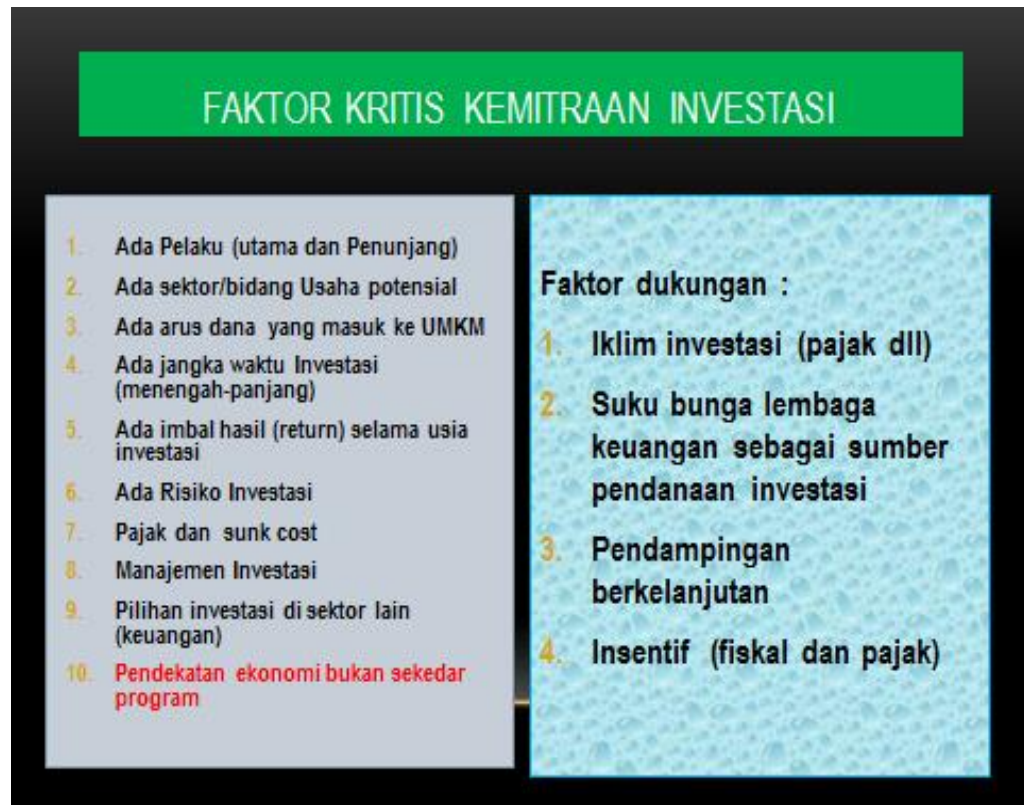 FAKTOR KRITIS KEMITRAAN INVESTASI
1. Ada Pelaku (utama dan Penunjang)
2. Ada sektor/bidang Usaha potensial
3. Ada arus dana yang masuk ke UMKM
4. Ada jangka waktu Investasi
(menengah-panjang)
5. Ada imbal hasil (return) selama usia
investasi
6. Ada Risiko Investasi
7. Pajak dan sunk cost
8. Manajemen Investasi
9. Pilihan investasi di sektor lain
(keuangan)
10. Pendekatan ekonomi bukan sekedar
program
Faktor dukungan :
1. Iklim investasi (pajak dll)
2. Suku bunga lembaga
keuangan sebagai sumber
pendanaan investasi
3. Pendampingan
berkelanjutan
4. Insentif (fiskal dan pajak)